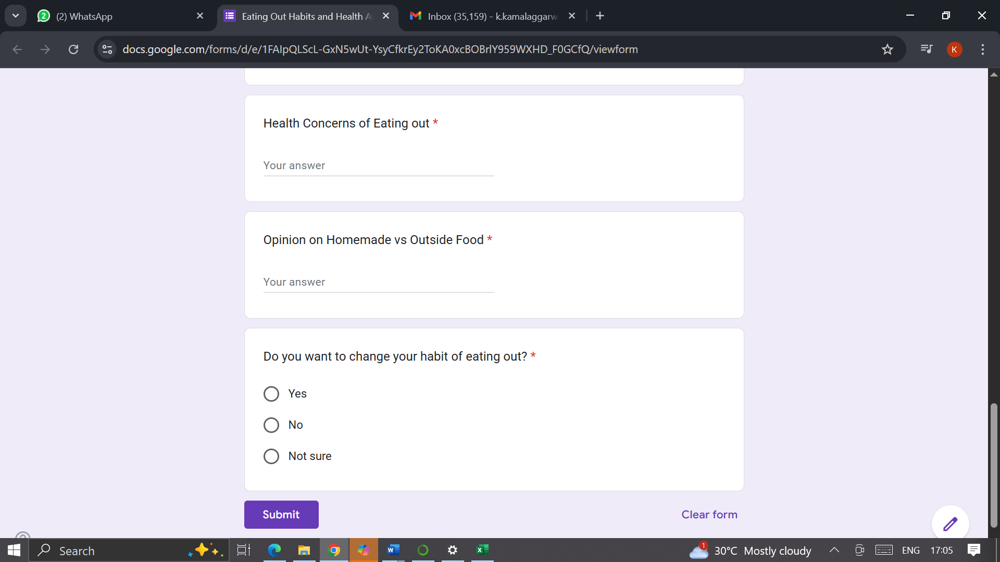 (2) WhatsApp
Eating Out Habits and Health A
Inbox (35,159) - k.kamalaggarw
docs.google.com/forms/d/e/1FAIpQLScL-GxN5wUt-YsyCfkrEy2ToKA0xcBOBrlY959WXHD_F0GCfQ/viewform
K
Health Concerns of Eating out *
Your answer
Opinion on Homemade vs Outside Food *
Your answer
Do you want to change your habit of eating out? *
Yes
No
Not sure
Submit
Clear form
Search
1
30°C Mostly cloudy
ENG
17:05